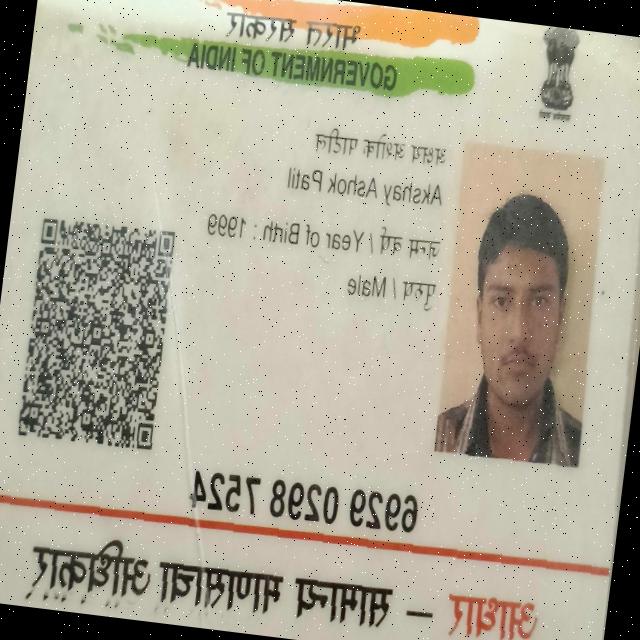 भारत सरकार
GOVERNMENT OF INDIA
अक्षय अशोक पाटील
Akshay Ashok Patil
जन्म वर्ष / Year of Birth : 1999
पुरुष / Male
6929 0298 7524
आधार – सामान्य माणसाचा अधिकार